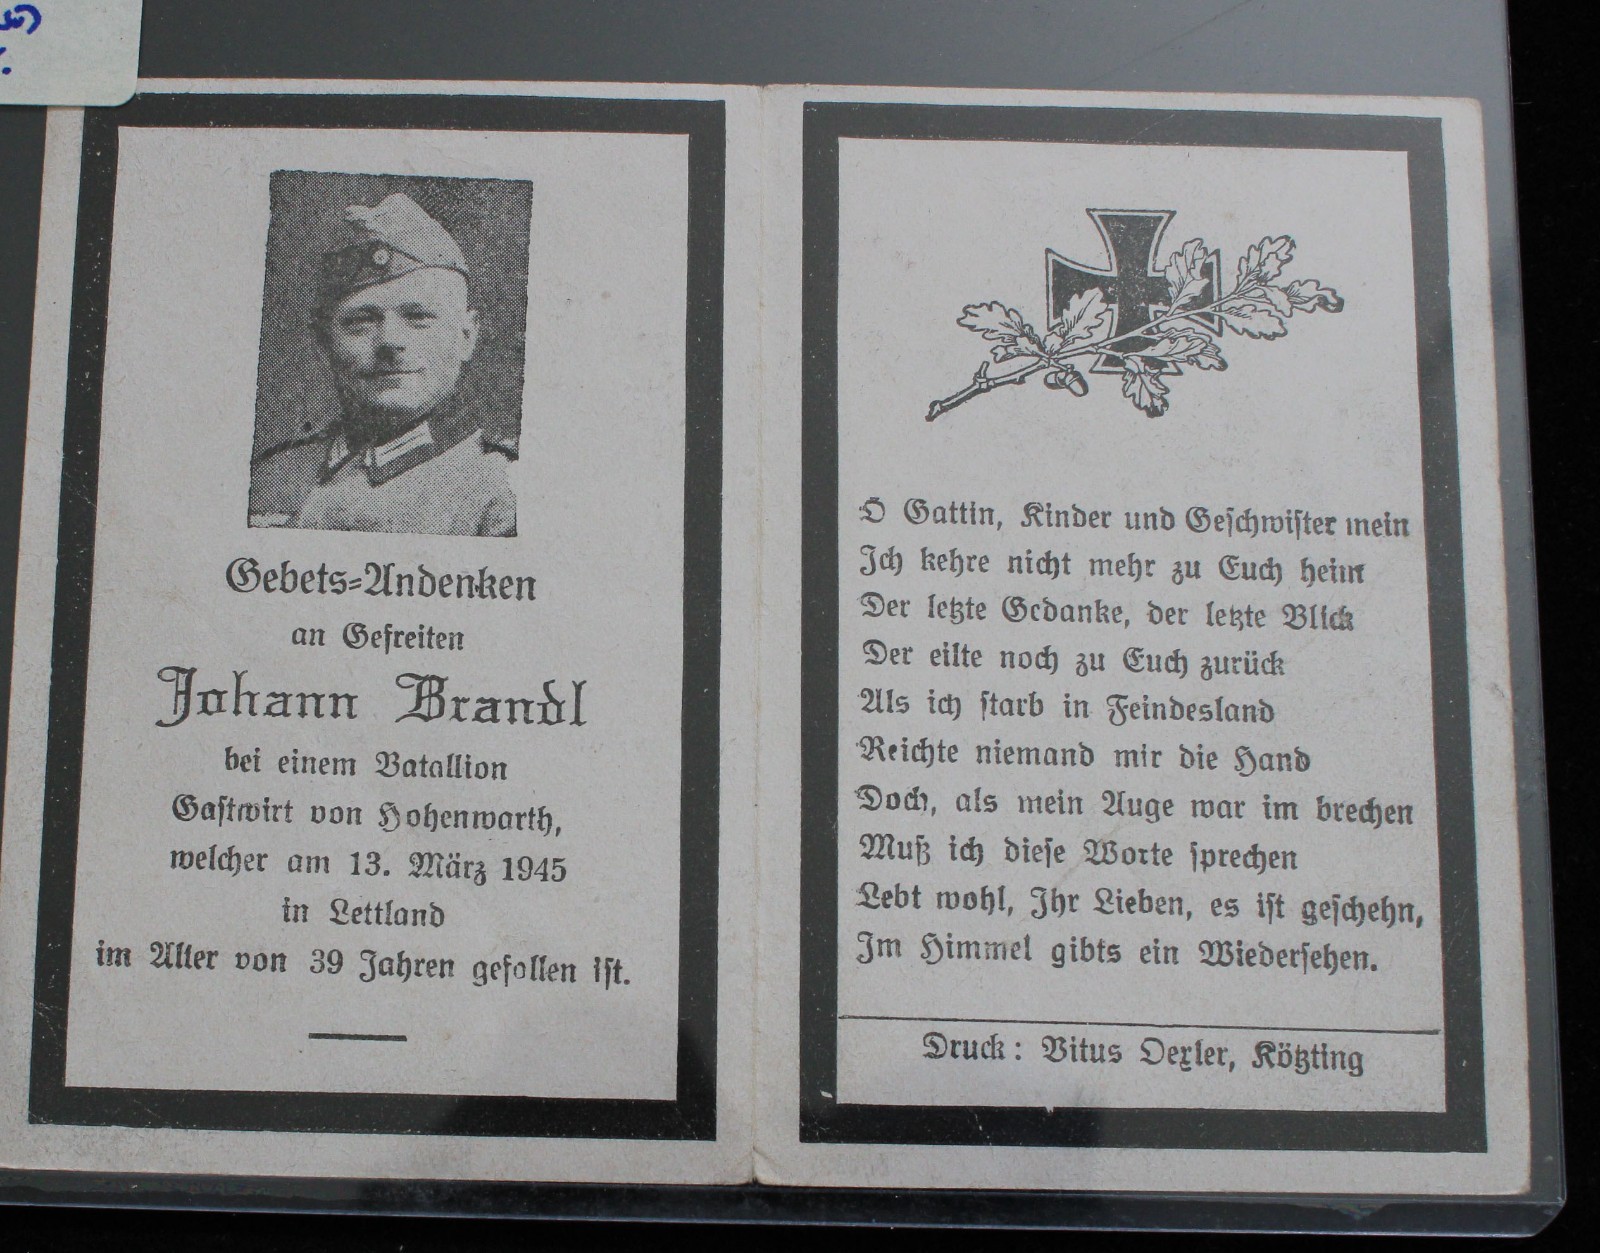 Gebets=Andenken
an Gefreiten
Johann Brandl
bei einem Batallion
Gastwirt von Hohenwarth,
welcher am 13. März 1945
in Lettland
im Alter von 39 Jahren gefallen ist.
O Gattin, Kinder und Geschwister mein
Ich kehre nicht mehr zu Euch heim
Der letzte Gedanke, der letzte Blick
Der eilte noch zu Euch zurück
Als ich starb in Feindesland
Reichte niemand mir die Hand
Doch, als mein Auge war im brechen
Muß ich diese Worte sprechen
Lebt wohl, Ihr Lieben, es ist geschehn,
Im Himmel gibts ein Wiedersehen.
Druck: Vitus Oexler, Kötzting